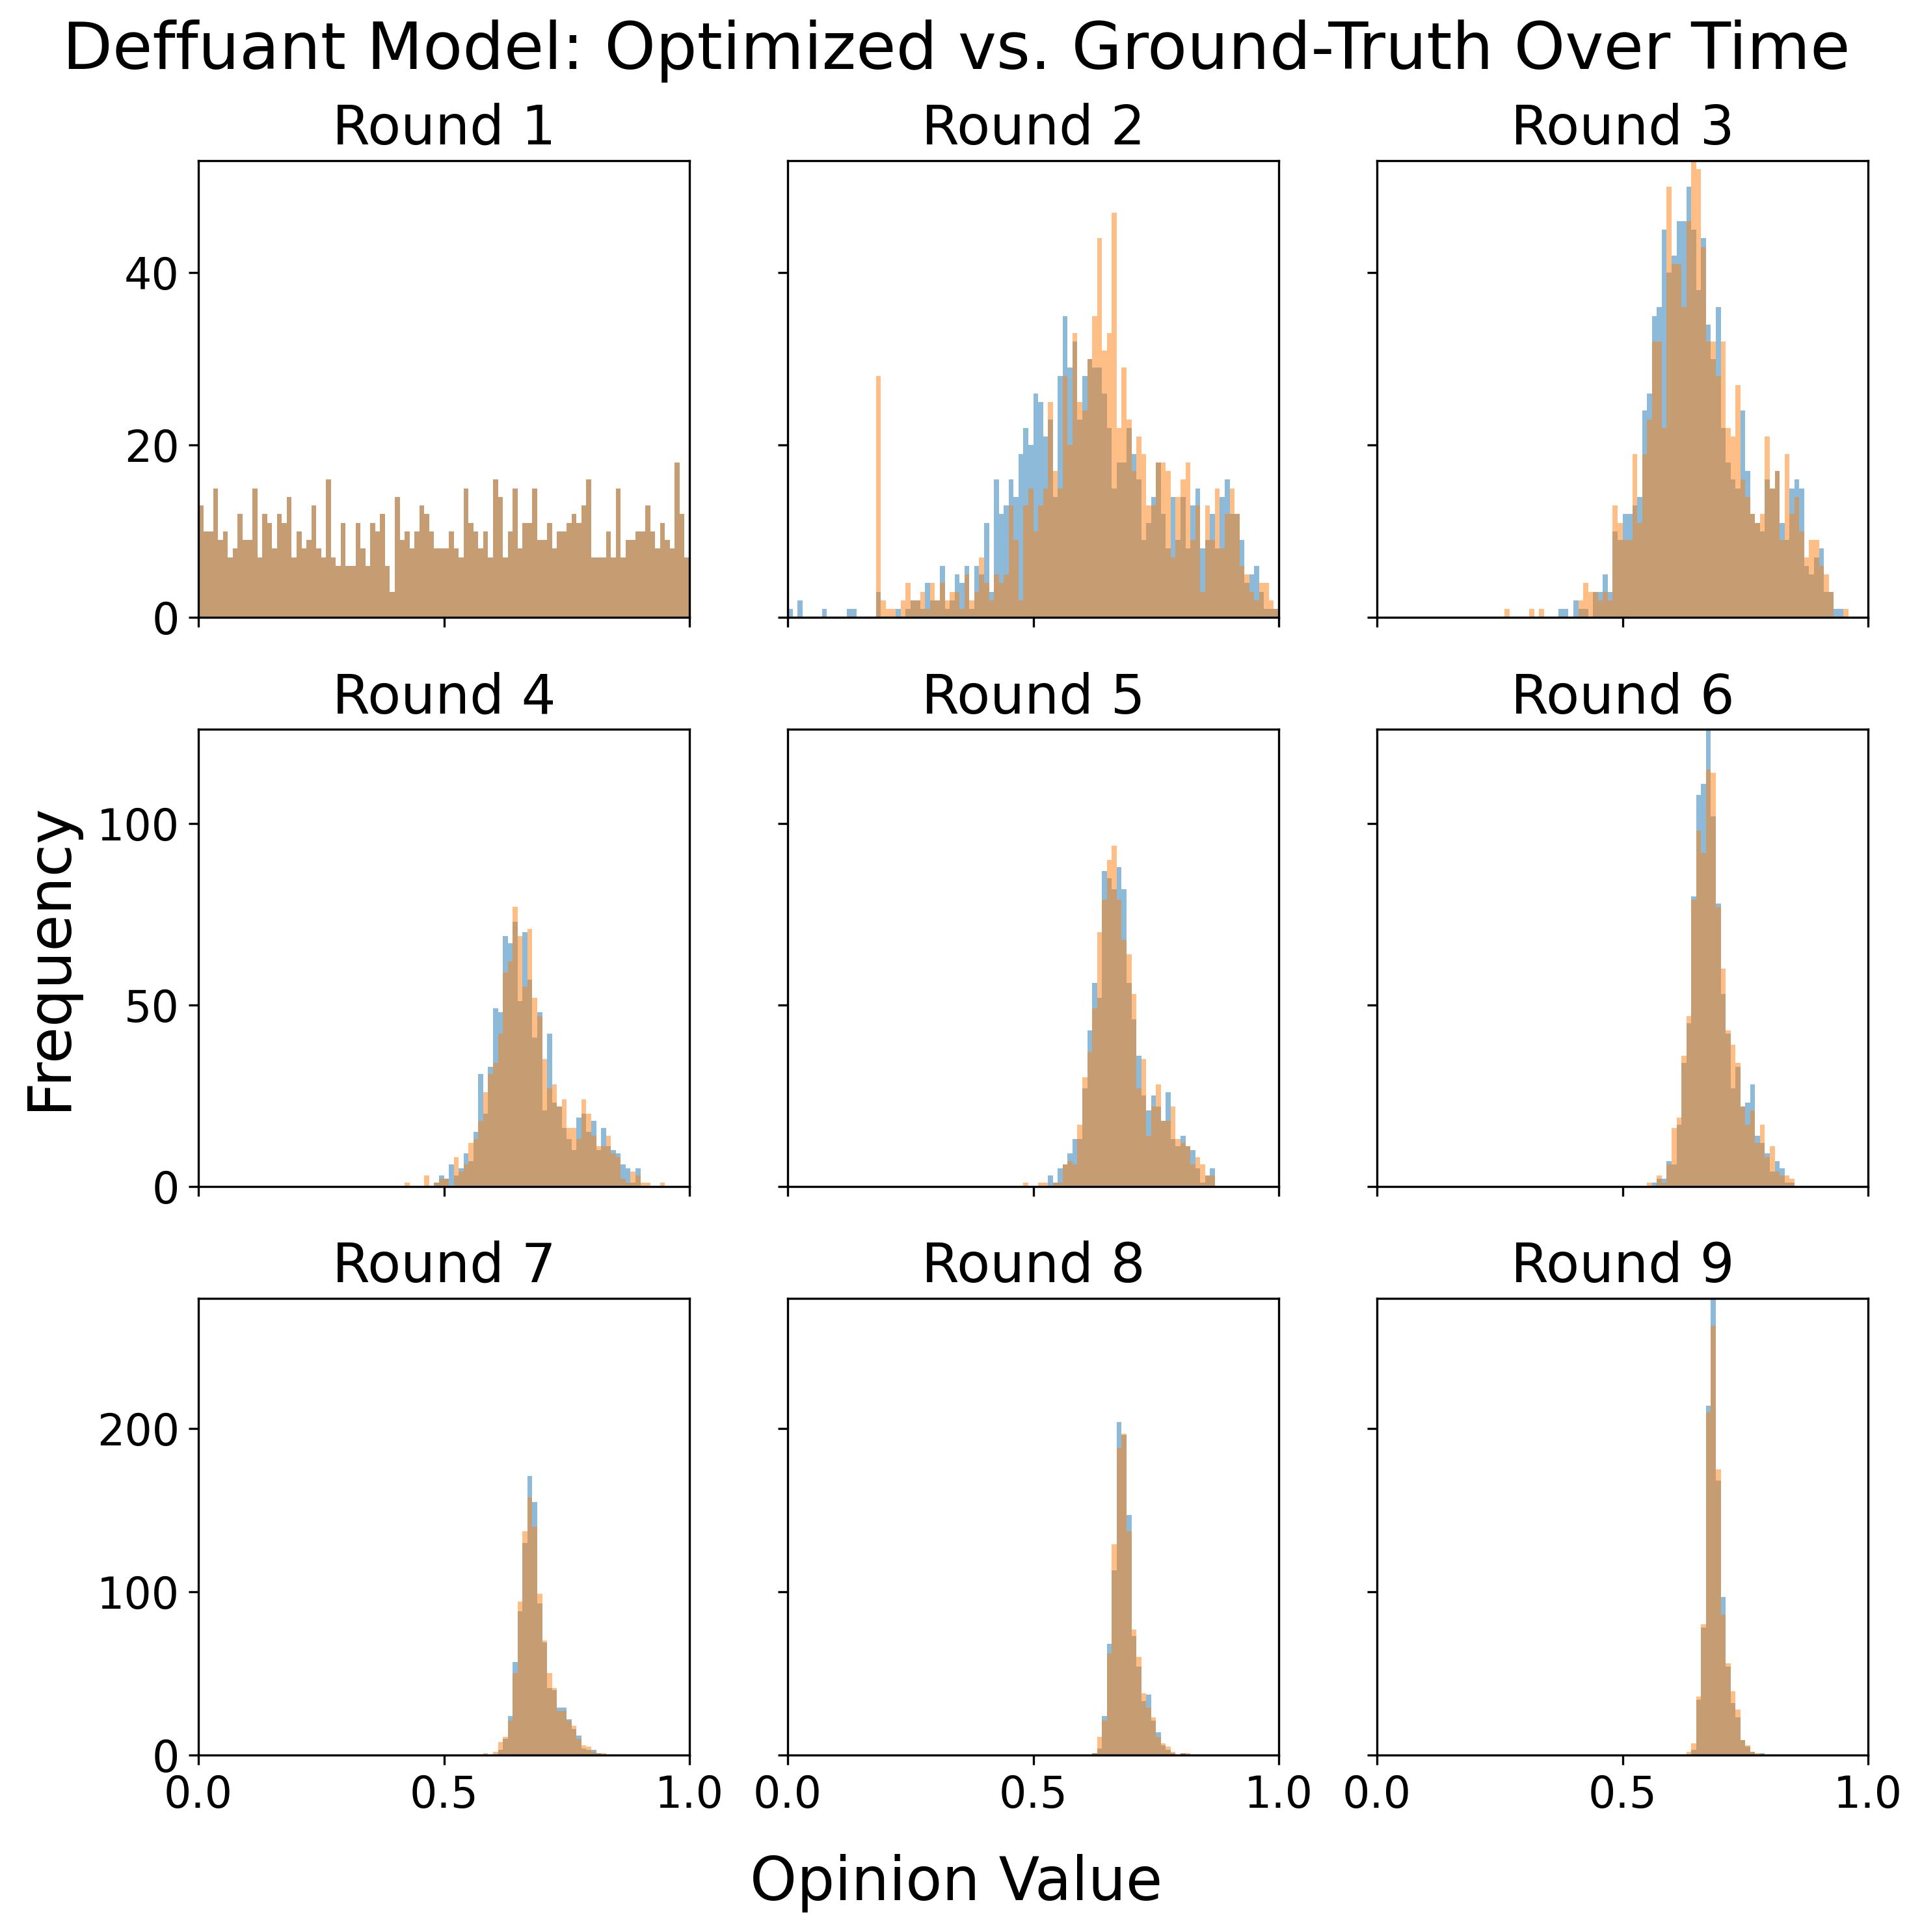 Deffuant Model: Optimized vs. Ground-Truth Over Time
Round 1 Round 2 Round 3
40
20
0
Round 4 Round 5 Round 6
Frequency
100
50
0
Round 7 Round 8 Round 9
200
100
0
0.0 0.5 1.0 0.0 0.5 1.0 0.0 0.5 1.0
Opinion Value